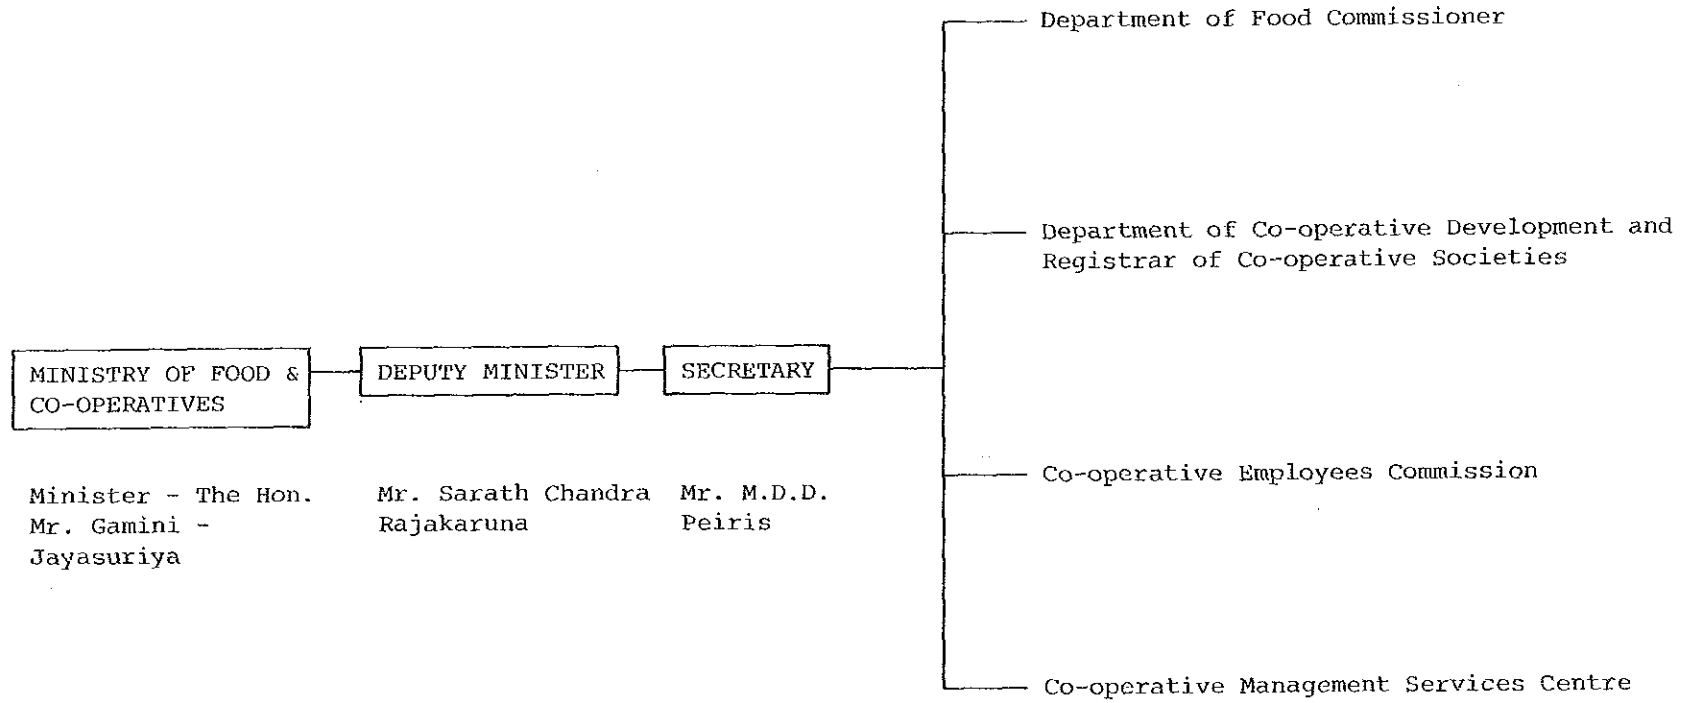 Department of Food Commissioner
Department of Co-operative Development and
Registrar of Co-operative Societies
MINISTRY OF FOOD &
CO-OPERATIVES
DEPUTY MINISTER
SECRETARY
Minister - The Hon.
Mr. Gamini -
Jayasuriya
Mr. Sarath Chandra
Rajakaruna
Mr. M.D.D.
Peiris
Co-operative Employees Commission
Co-operative Management Services Centre